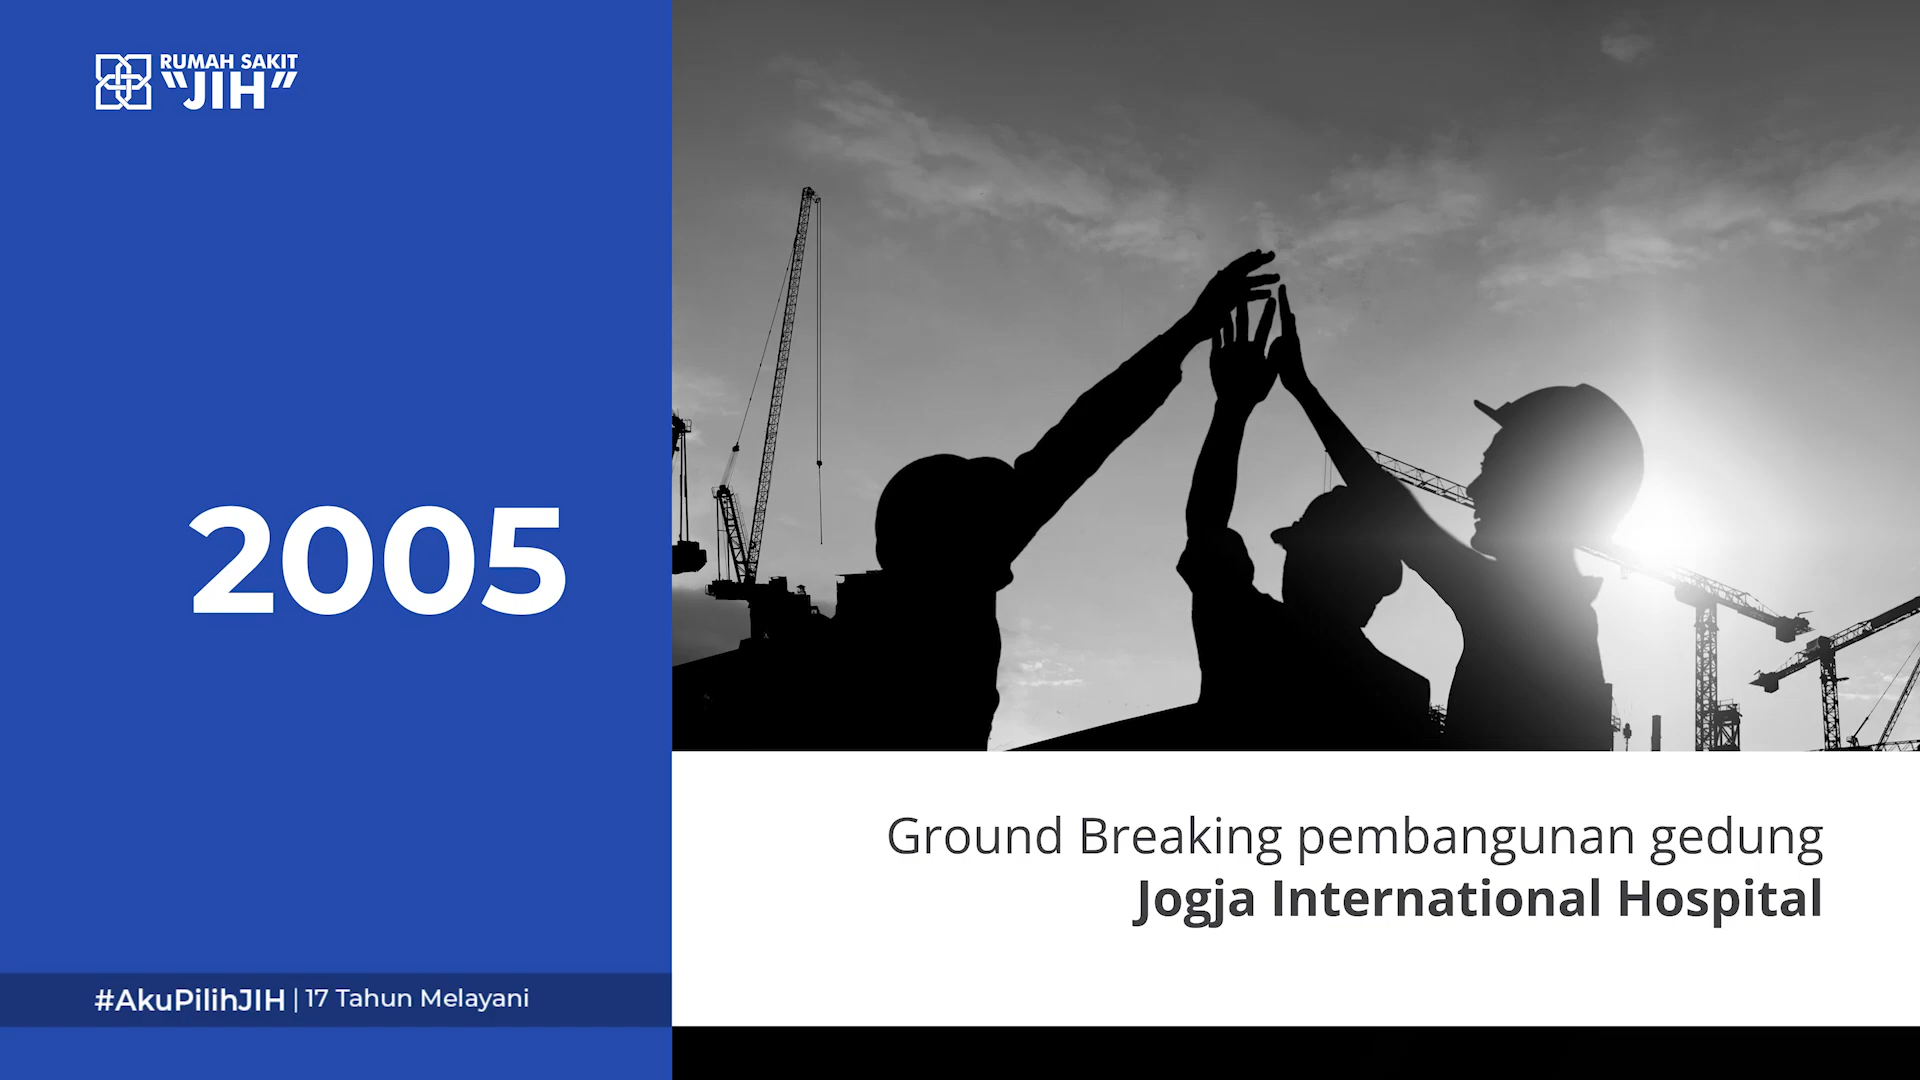 RUMAH SAKIT
"JIH"
2005
Ground Breaking pembangunan gedung
Jogja International Hospital
#AkuPilihJIH | 17 Tahun Melayani